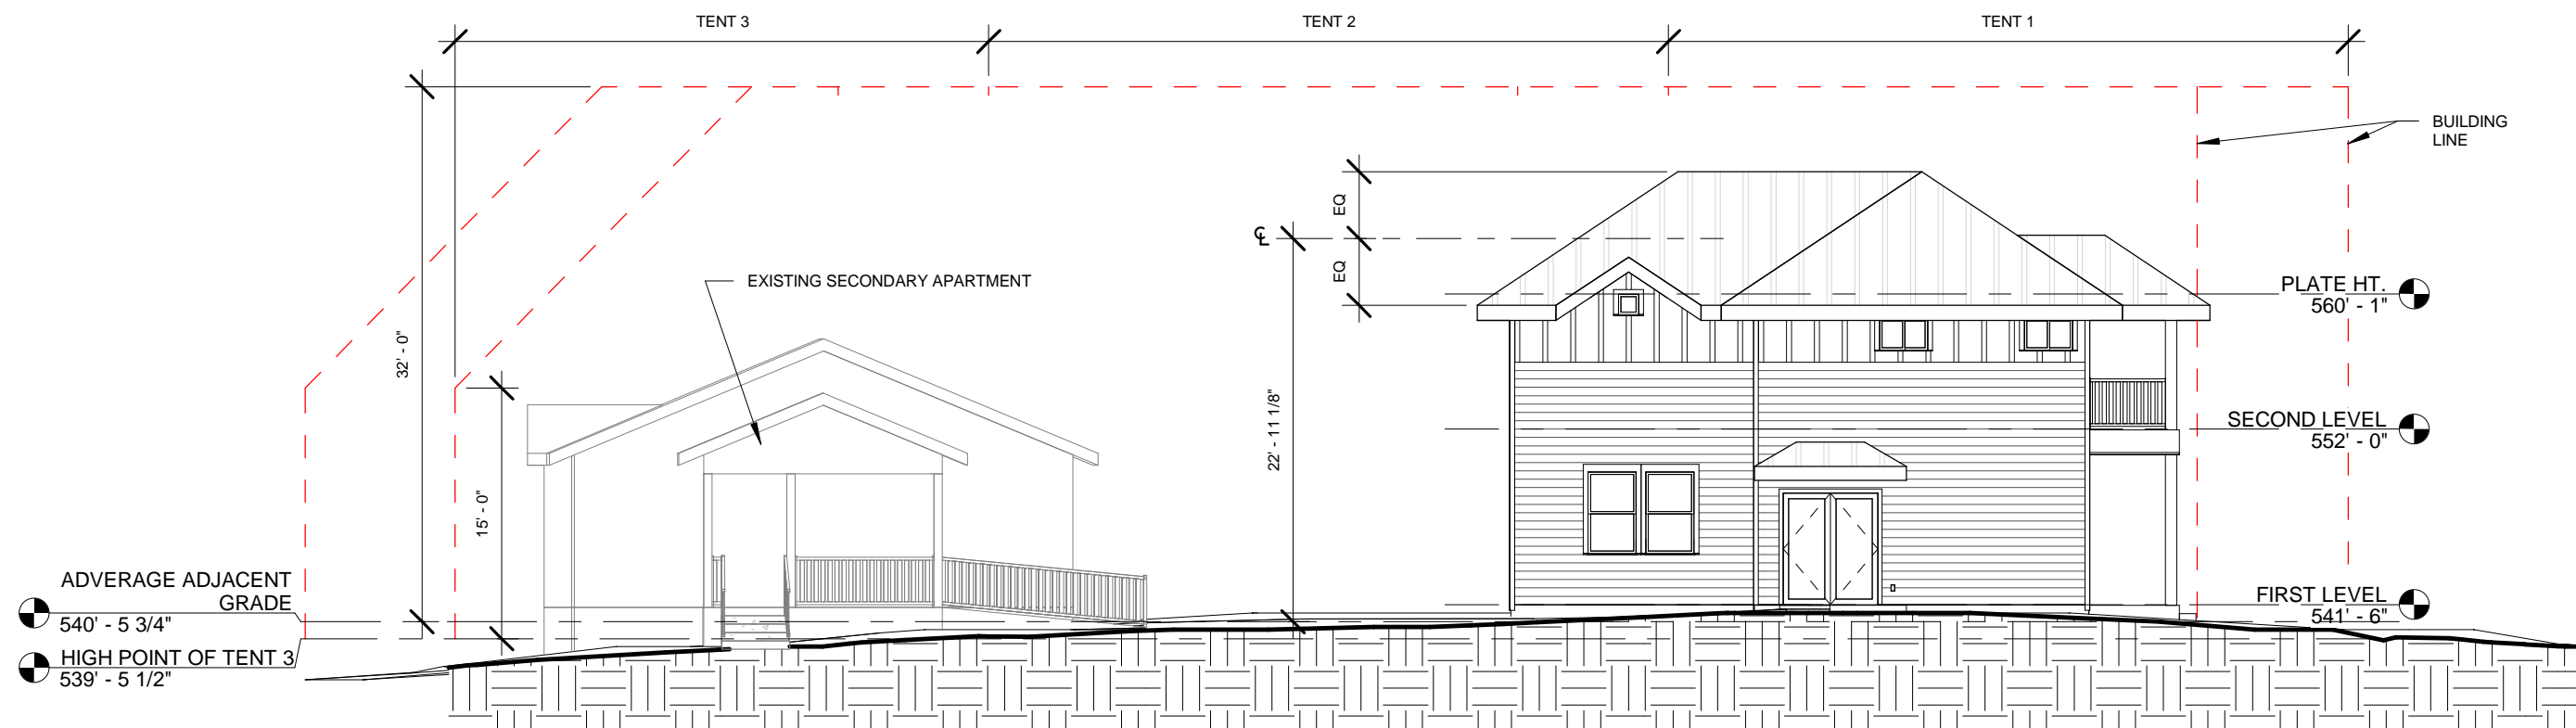 TENT 3
TENT 2
TENT 1
BUILDING
LINE
EQ
℄
EQ
EXISTING SECONDARY APARTMENT
PLATE HT.
560' - 1"
32' - 0"
22' - 11 1/8"
SECOND LEVEL
552' - 0"
15' - 0"
ADVERAGE ADJACENT
GRADE
540' - 5 3/4"
FIRST LEVEL
541' - 6"
HIGH POINT OF TENT 3
539' - 5 1/2"